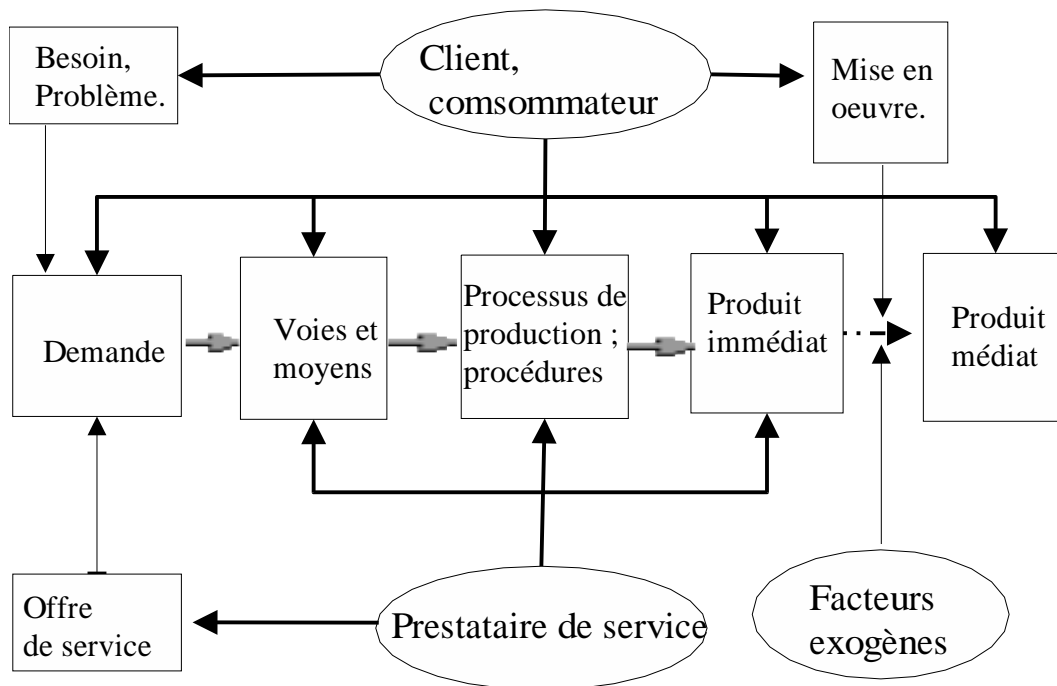 Besoin,
Problème.
Client,
comsommateur
Mise en
oeuvre.
Demande
Voies et
moyens
Processus de
production ;
procédures
Produit
immédiat
Produit
médiat
Offre
de service
Prestataire de service
Facteurs
exogènes